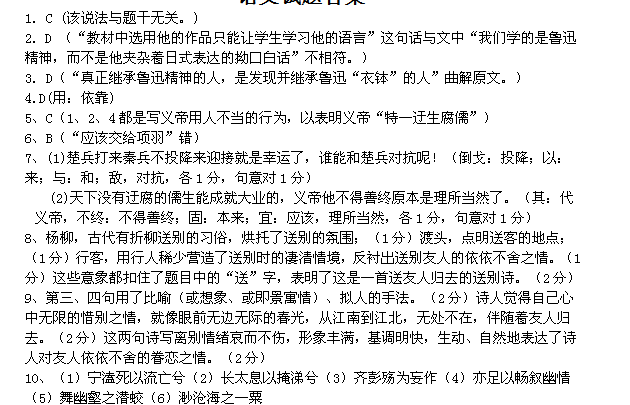 语文试题答案
1. C（该说法与题干无关。）
2. D （“教材中选用他的作品只能让学生学习他的语言”这句话与文中“我们学的是鲁迅
精神，而不是他夹杂着日式表达的拗口白话”不相符。）
3. D（“真正继承鲁迅精神的人，是发现并继承鲁迅“衣钵”的人”曲解原文。）
4.D(用：依靠)
5、C（1、2、4都是写义帝用人不当的行为，以表明义帝“特一迂生腐儒”）
6、B（“应该交给项羽”错）
7、(1)楚兵打来秦兵不投降来迎接就是幸运了，谁能和楚兵对抗呢！（倒戈：投降；以：
来；与：和；敌，对抗，各1分，句意对1分）
(2)天下没有迂腐的儒生能成就大业的，义帝他不得善终原本是理所当然了。（其：代
义帝，不终：不得善终；固：本来；宜：应该，理所当然，各1分，句意对1分）
8、杨柳，古代有折柳送别的习俗，烘托了送别的氛围；（1分）渡头，点明送客的地点；
（1分）行客，用行人稀少营造了送别时的凄清情境，反衬出送别友人的依依不舍之情。（1
分）这些意象都扣住了题目中的“送”字，表明了这是一首送友人归去的送别诗。（2分）
9、第三、四句用了比喻（或想象、或即景寓情）、拟人的手法。（2分）诗人觉得自己心
中无限的惜别之情，就像眼前无边无际的春光，从江南到江北，无处不在，伴随着友人归
去。（2分）这两句诗写离别情绪哀而不伤，形象丰满，基调明快，生动、自然地表达了诗
人对友人依依不舍的眷恋之情。（2分）
10、（1）宁溘死以流亡兮（2）长太息以掩涕兮（3）齐彭殇为妄作（4）亦足以畅叙幽情
（5）舞幽壑之潜蛟（6）渺沧海之一粟